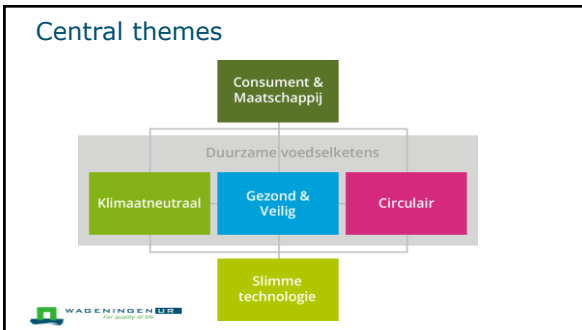 Central themes
Consument &
Maatschappij
Duurzame voedselketens
Klimaatneutraal
Gezond &
Veilig
Circulair
Slimme
technologie
WAGENINGEN UR
For quality of life